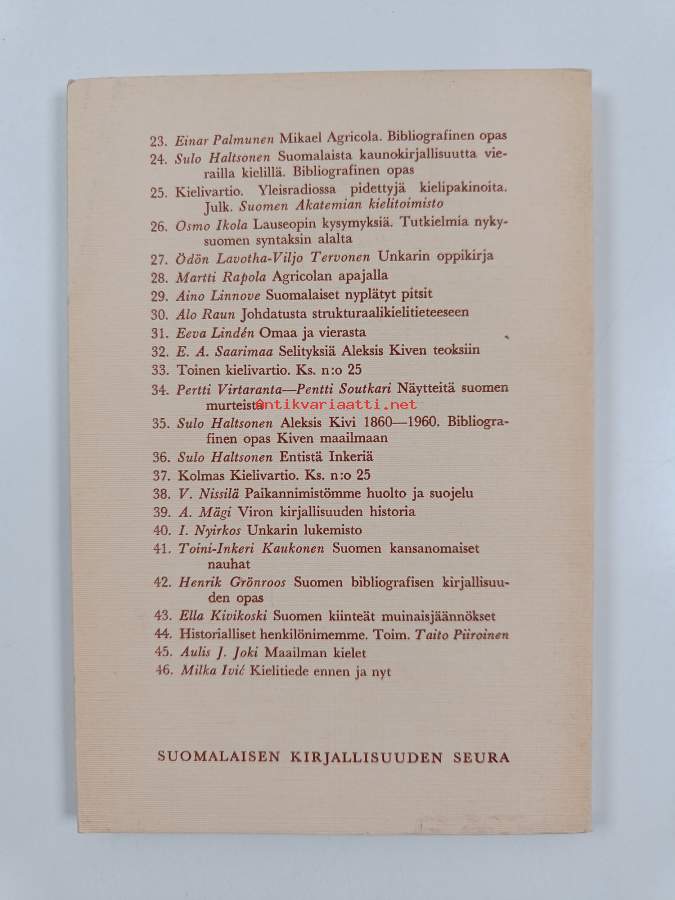 23. Einar Palmunen Mikael Agricola. Bibliografinen opas
24. Sulo Haltsonen Suomalaista kaunokirjallisuutta vie-
railla kielillä. Bibliografinen opas
25. Kielivartio. Yleisradiossa pidettyjä kielipakinoita.
Julk. Suomen Akatemian kielitoimisto
26. Osmo Ikola Lauseopin kysymyksiä. Tutkielmia nyky-
suomen syntaksin alalta
27. Ödön Lavotha-Viljo Tervonen Unkarin oppikirja
28. Martti Rapola Agricolan apajalla
29. Aino Linnove Suomalaiset nyplätyt pitsit
30. Alo Raun Johdatusta strukturaalikielitieteeseen
31. Eeva Lindén Omaa ja vierasta
32. E. A. Saarimaa Selityksiä Aleksis Kiven teoksiin
33. Toinen kielivartio. Ks. n:o 25
34. Pertti Virtaranta—Pentti Soutkari Näytteitä suomen
murteista
antikvariaatti.net
35. Sulo Haltsonen Aleksis Kivi 1860—1960. Bibliogra-
finen opas Kiven maailmaan
36. Sulo Haltsonen Entistä Inkeriä
37. Kolmas Kielivartio. Ks. n:o 25
38. V. Nissilä Paikannimistömme huolto ja suojelu
39. A. Mägi Viron kirjallisuuden historia
40. I. Nyirkos Unkarin lukemisto
41. Toini-Inkeri Kaukonen Suomen kansanomaiset
nauhat
42. Henrik Grönroos Suomen bibliografisen kirjallisuu-
den opas
43. Ella Kivikoski Suomen kiinteät muinaisjäännökset
44. Historialliset henkilönimemme. Toim. Taito Piiroinen
45. Aulis J. Joki Maailman kielet
46. Milka Ivić Kielitiede ennen ja nyt
SUOMALAISEN KIRJALLISUUDEN SEURA